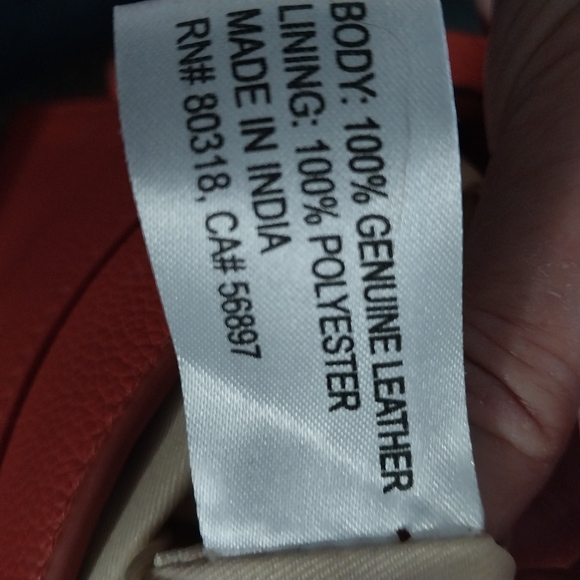 BODY: 100% GENUINE LEATHER
LINING: 100% POLYESTER
MADE IN INDIA
RN# 80318, CA# 56897